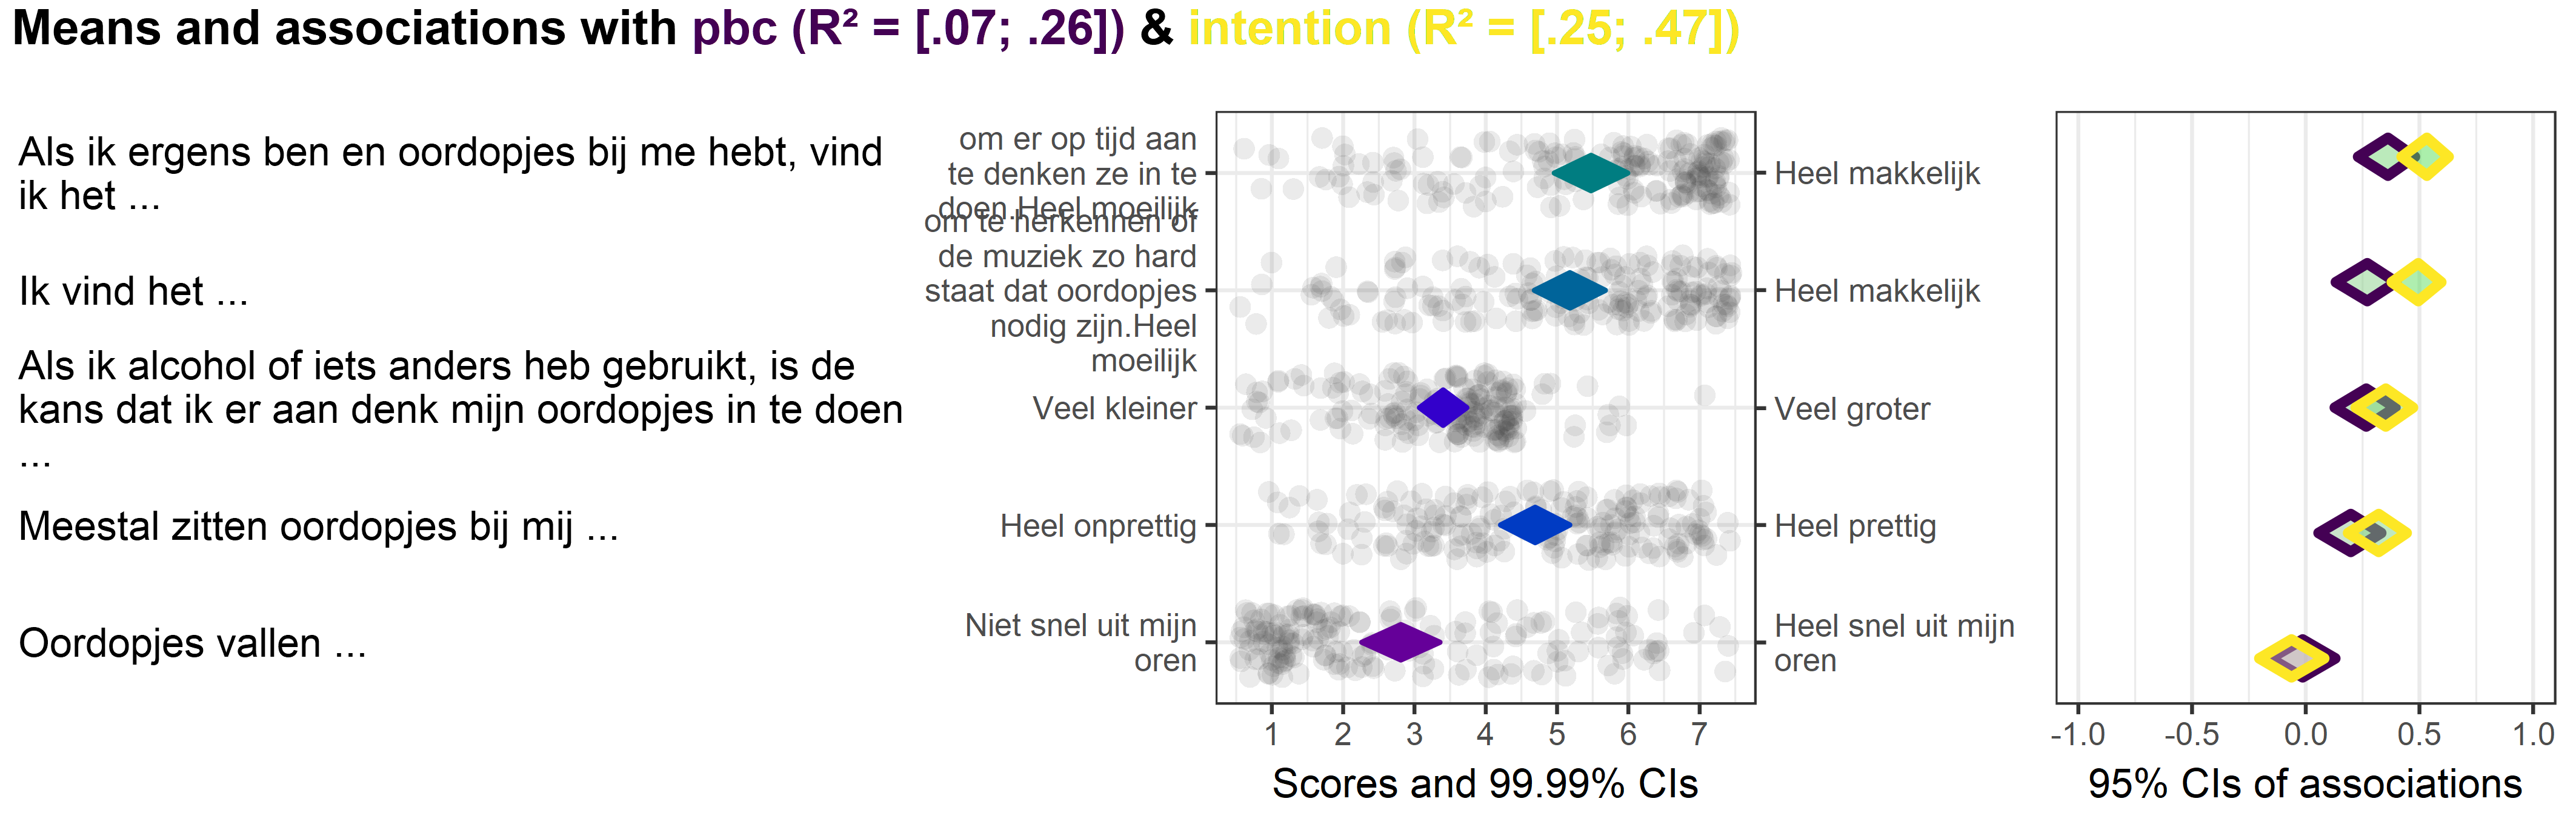 Means and associations with pbc (R² = [.07; .26]) & intention (R² = [.25; .47])
Als ik ergens ben en oordopjes bij me hebt, vind
ik het ...
om er op tijd aan
te denken ze in te
doen.Heel moeilijk
Heel makkelijk
Ik vind het ...
om te herkennen of
de muziek zo hard
staat dat oordopjes
nodig zijn.Heel
moeilijk
Heel makkelijk
Als ik alcohol of iets anders heb gebruikt, is de
kans dat ik er aan denk mijn oordopjes in te doen
...
Veel kleiner
Veel groter
Meestal zitten oordopjes bij mij ...
Heel onprettig
Heel prettig
Oordopjes vallen ...
Niet snel uit mijn
oren
Heel snel uit mijn
oren
1 2 3 4 5 6 7
Scores and 99.99% CIs
-1.0 -0.5 0.0 0.5 1.0
95% CIs of associations